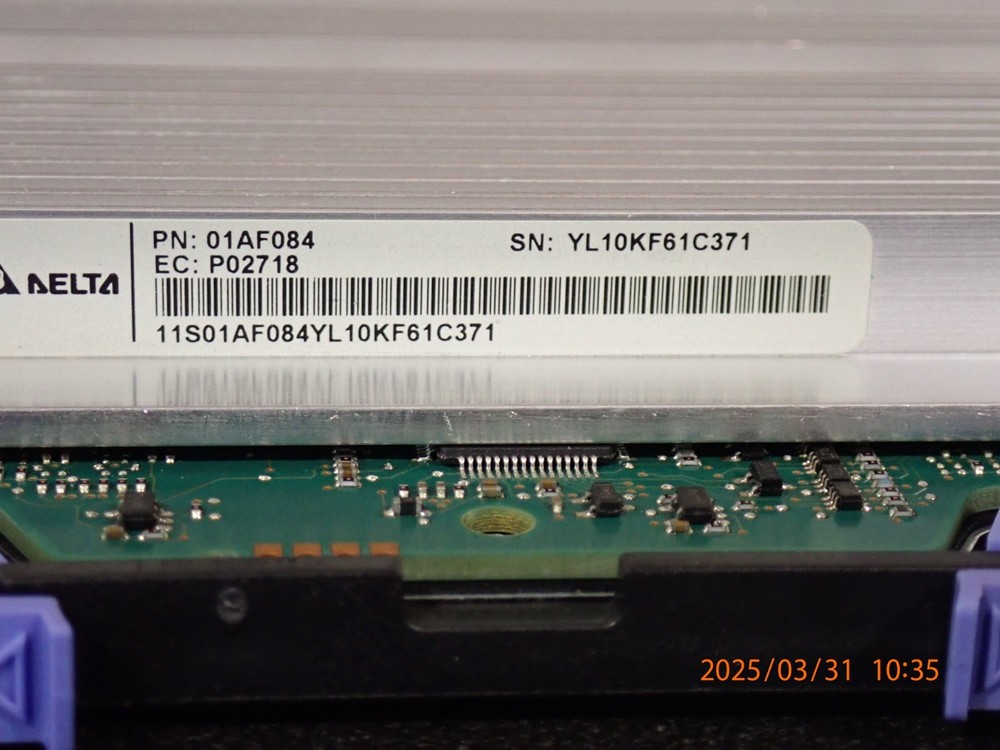 DELTA
PN: 01AF084
SN: YL10KF61C371
EC: P02718
11S01AF084YL10KF61C371
2025/03/31 10:35